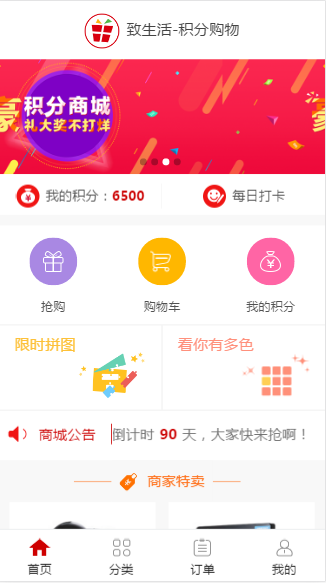 致生活-积分购物
豪
积分商城
礼大奖不打烊
豪
我的积分：6500
每日打卡
抢购
购物车
我的积分
限时拼图
看你有多色
商城公告
倒计时 90 天，大家快来抢啊！
商家特卖
首页
分类
订单
我的